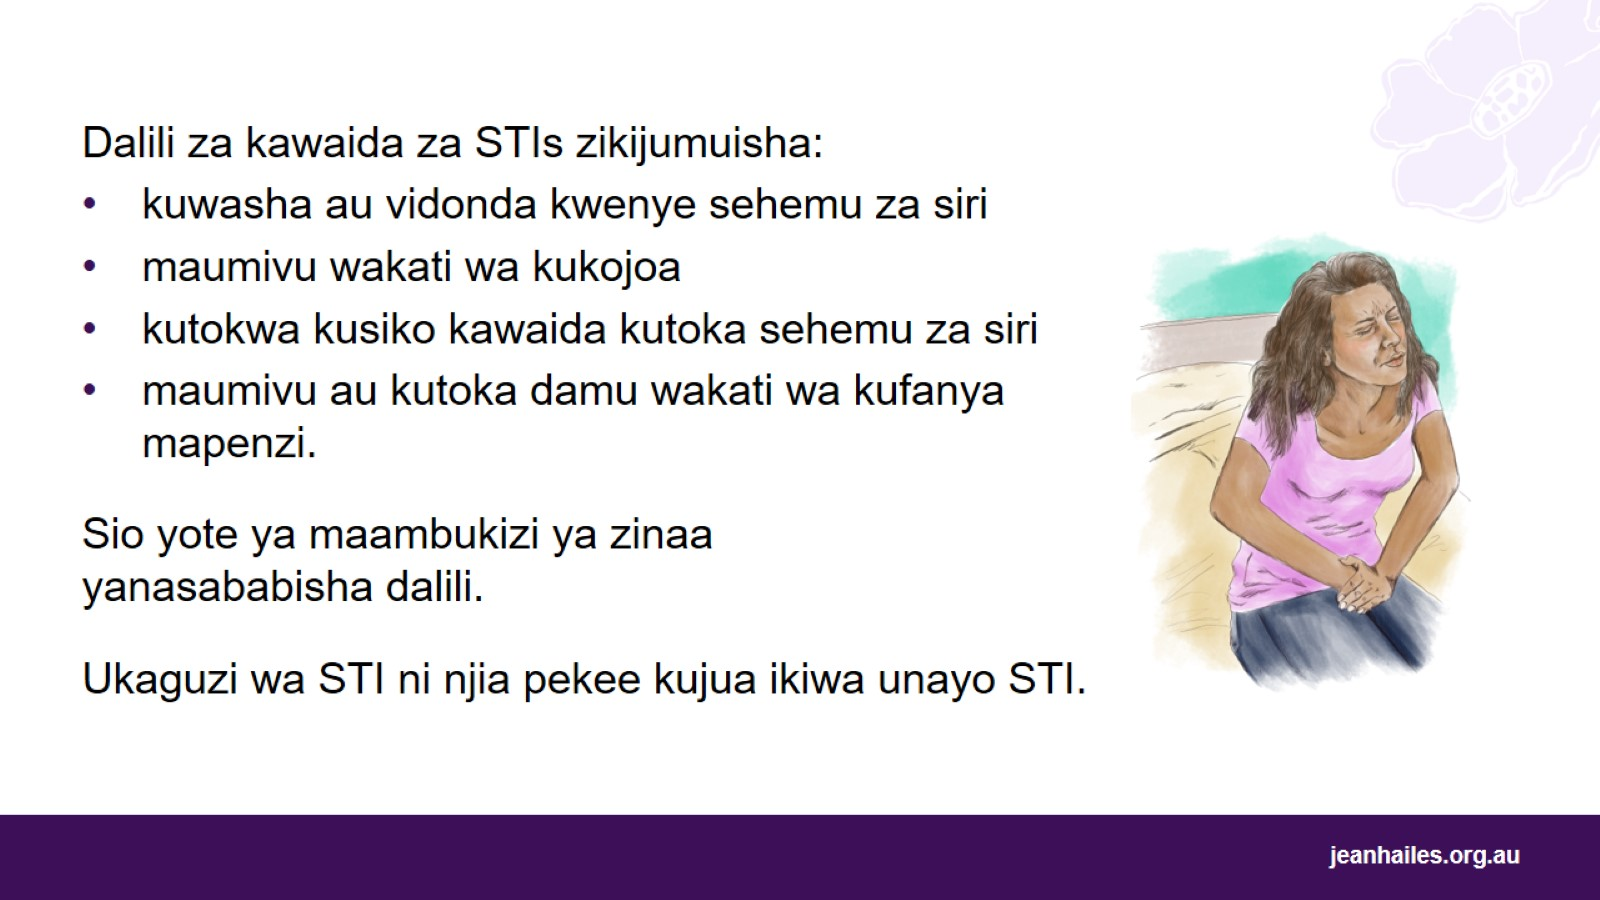 Dalili za kawaida za STIs zikijumuisha:
• kuwasha au vidonda kwenye sehemu za siri
• maumivu wakati wa kukojoa
• kutokwa kusiko kawaida kutoka sehemu za siri
• maumivu au kutoka damu wakati wa kufanya
mapenzi.
Sio yote ya maambukizi ya zinaa
yanasababisha dalili.
Ukaguzi wa STI ni njia pekee kujua ikiwa unayo STI.
jeanhailes.org.au